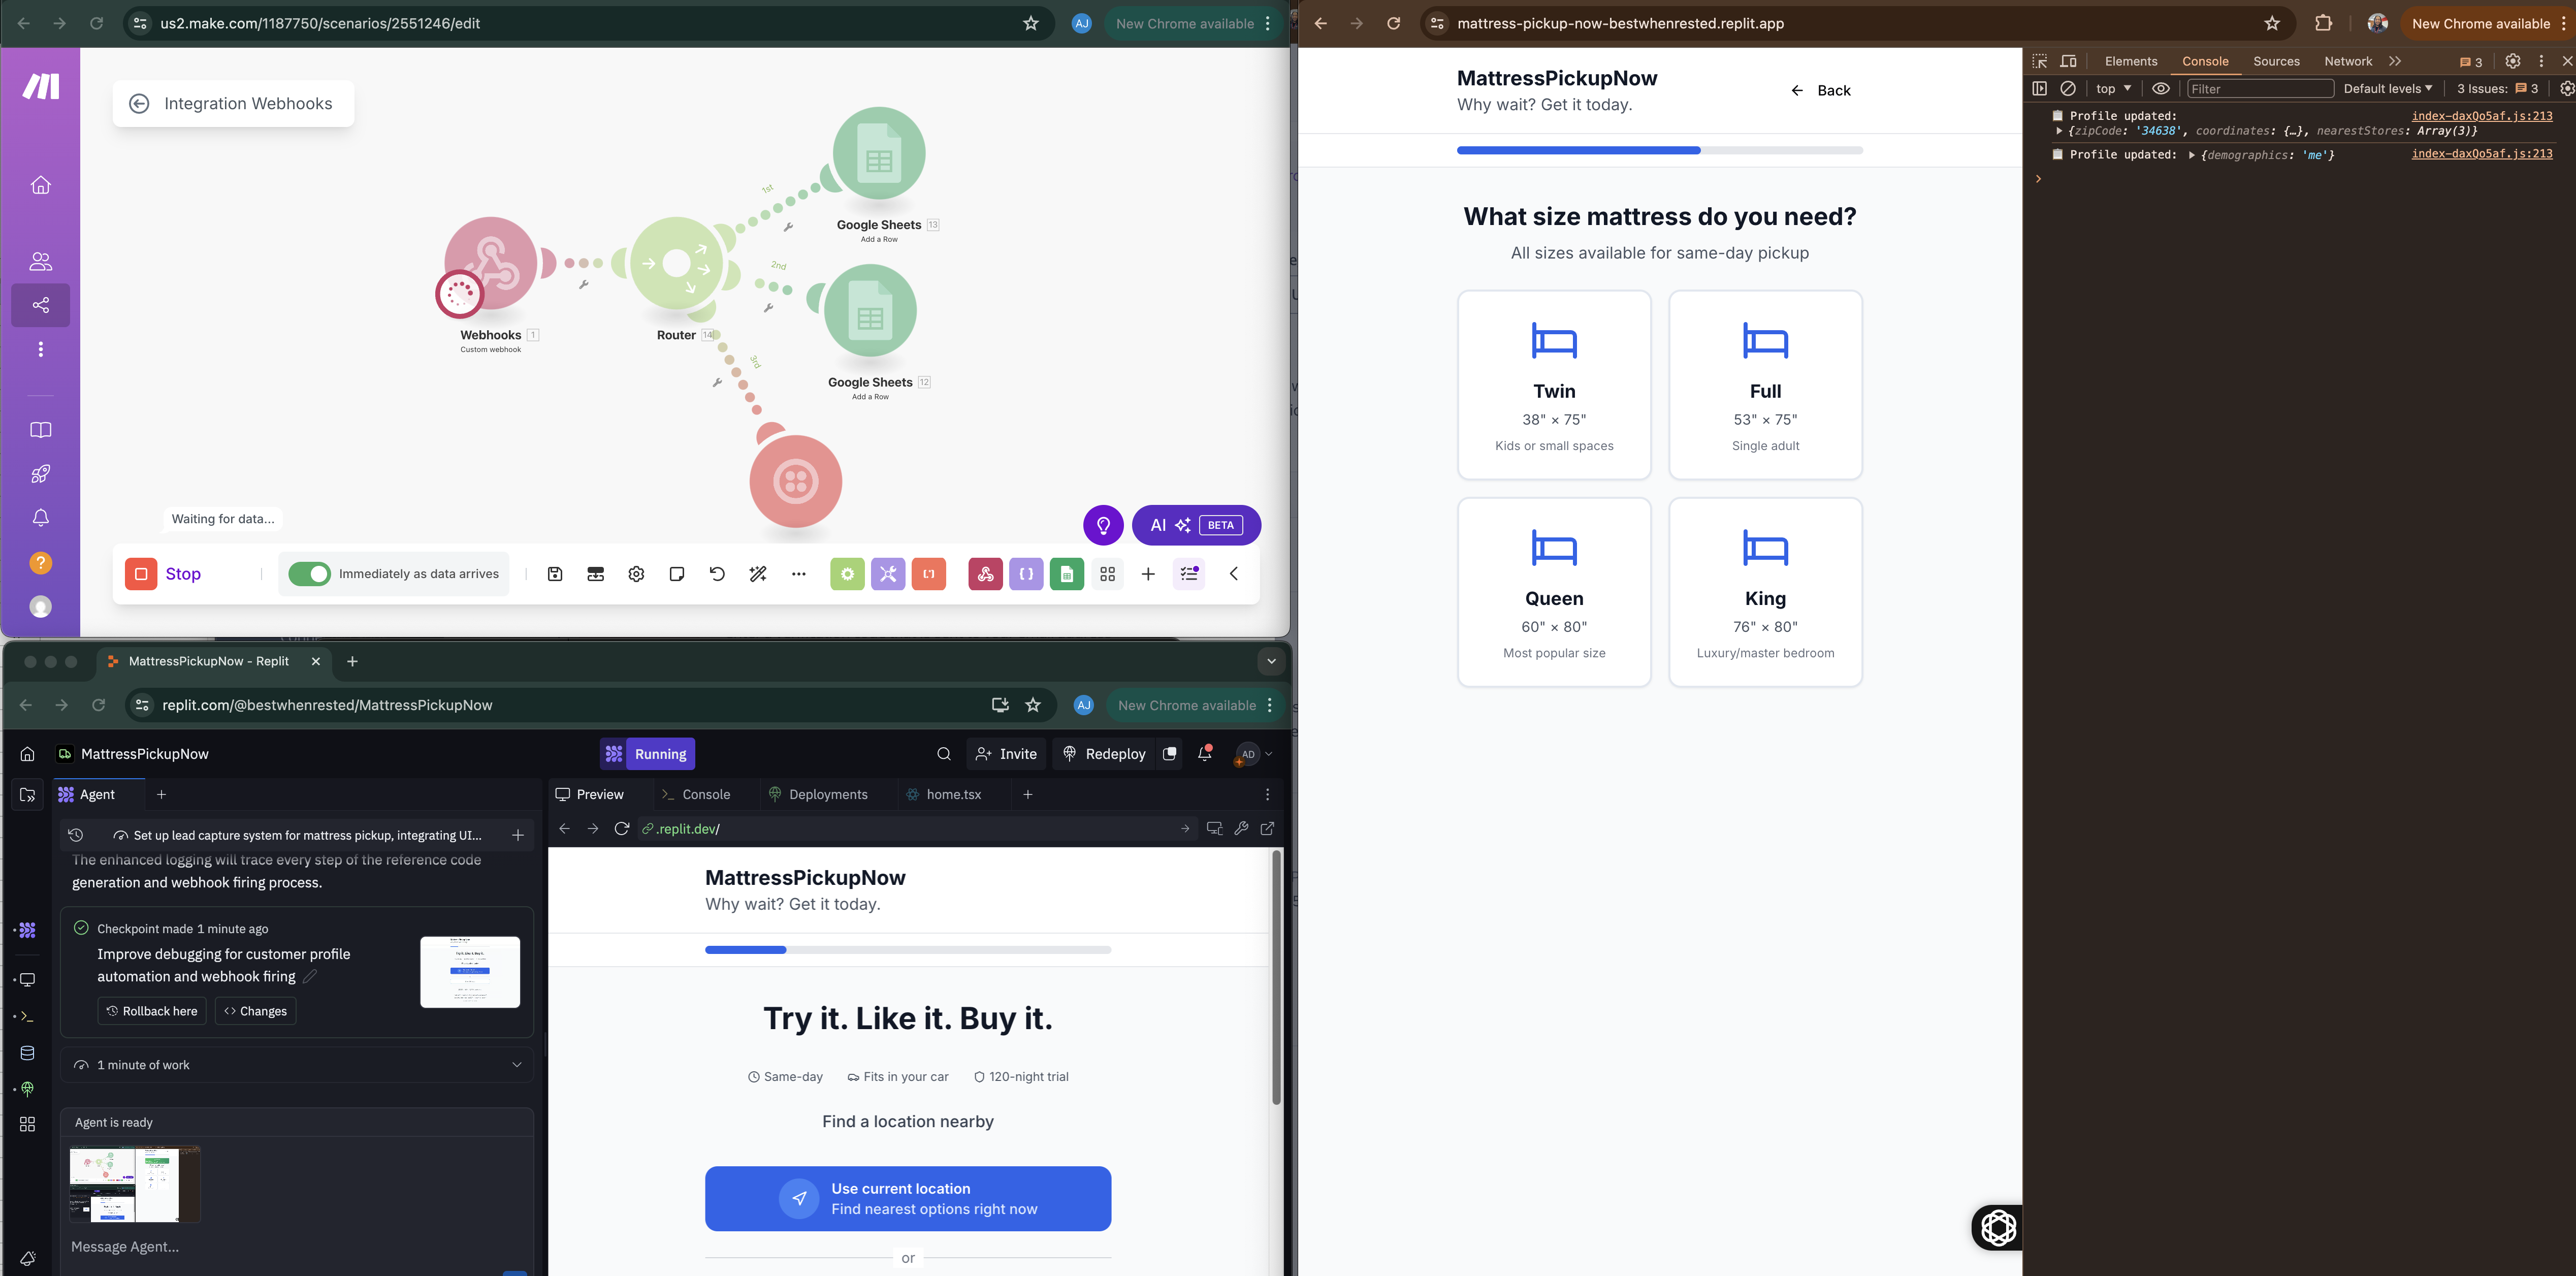 us2.make.com/1187750/scenarios/2551246/edit
AJ
New Chrome available
Integration Webhooks
1st
Google Sheets 13
Add a Row
2nd
Google Sheets 12
Add a Row
Webhooks 1
Custom webhook
Router 14
3rd
Waiting for data...
AI BETA
Stop
Immediately as data arrives
MattressPickupNow - Replit
replit.com/@bestwhenrested/MattressPickupNow
AJ
New Chrome available
MattressPickupNow
Running
Invite
Redeploy
AD
Agent
Set up lead capture system for mattress pickup, integrating UI...
The enhanced logging will trace every step of the reference code
generation and webhook firing process.
Checkpoint made 1 minute ago
Improve debugging for customer profile
automation and webhook firing
Rollback here
Changes
1 minute of work
Agent is ready
Message Agent...
Preview
Console
Deployments
home.tsx
.replit.dev/
MattressPickupNow
Why wait? Get it today.
Try it. Like it. Buy it.
Same-day
Fits in your car
120-night trial
Find a location nearby
Use current location
Find nearest options right now
or
mattress-pickup-now-bestwhenrested.replit.app
New Chrome available
MattressPickupNow
Why wait? Get it today.
Back
What size mattress do you need?
All sizes available for same-day pickup
Twin
38" × 75"
Kids or small spaces
Full
53" × 75"
Single adult
Queen
60" × 80"
Most popular size
King
76" × 80"
Luxury/master bedroom
Elements
Console
Sources
Network
3
top
Filter
Default levels
3 Issues: 3
Profile updated: index-daxQo5af.js:213
{zipCode: '34638', coordinates: {…}, nearestStores: Array(3)}
Profile updated: {demographics: 'me'} index-daxQo5af.js:213